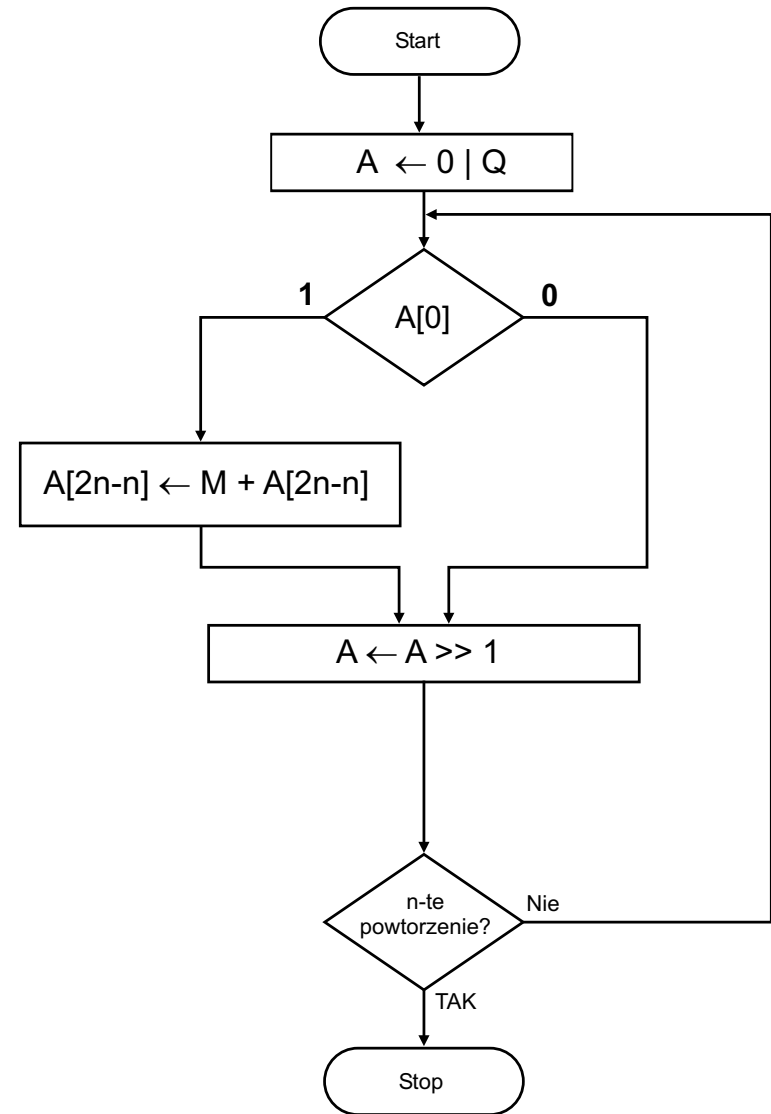 Start
A ← 0 | Q
1
0
A[0]
A[2n-n] ← M + A[2n-n]
A ← A >> 1
n-te
powtorzenie?
Nie
TAK
Stop